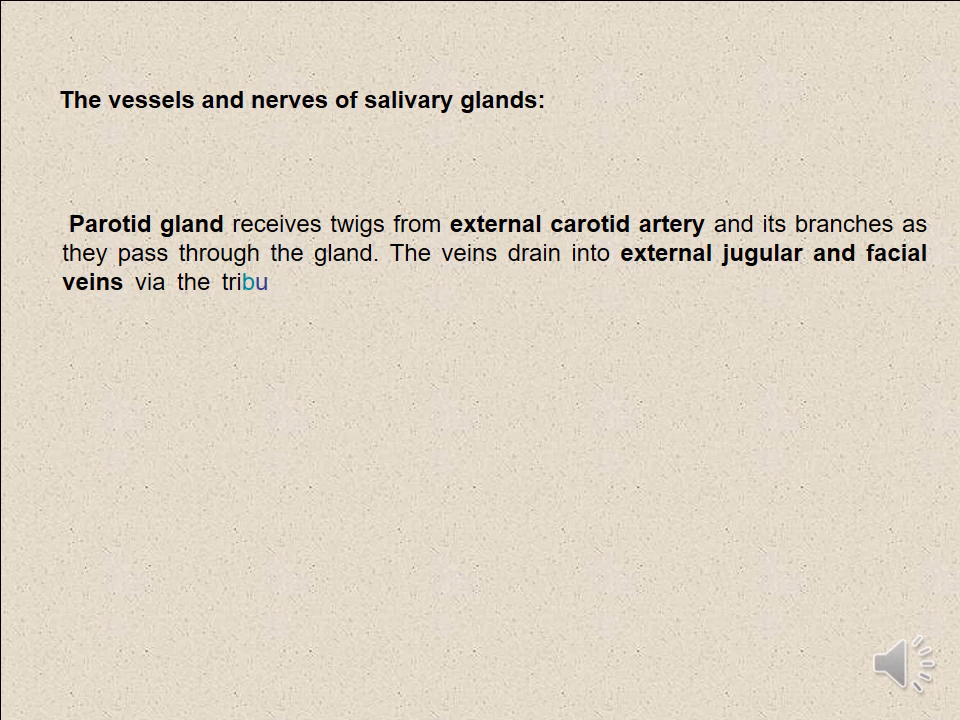 The vessels and nerves of salivary glands:
Parotid gland receives twigs from external carotid artery and its branches as
they pass through the gland. The veins drain into external jugular and facial
veins via the tribu